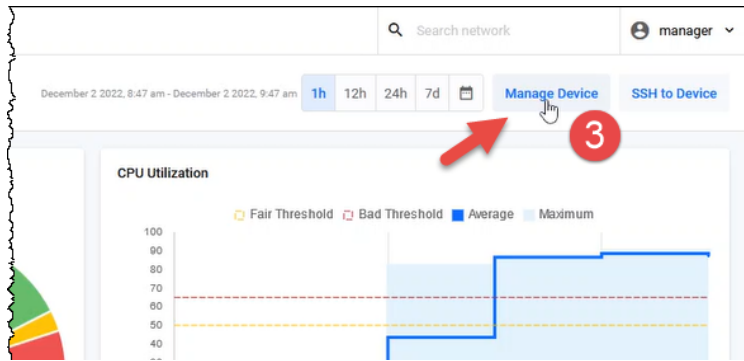 Search network
manager
December 2 2022, 8:47 am - December 2 2022, 9:47 am
1h 12h 24h 7d
Manage Device
SSH to Device
3
CPU Utilization
Fair Threshold Bad Threshold Average Maximum
100
90
80
70
60
50
40